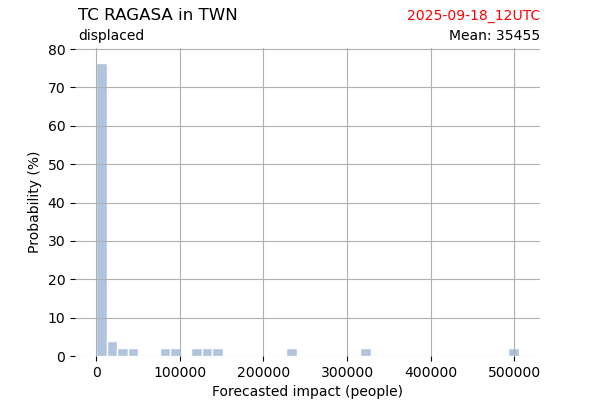 TC RAGASA in TWN
2025-09-18_12UTC
displaced
Mean: 35455
80
70
60
50
40
30
20
10
0
Probability (%)
0 100000 200000 300000 400000 500000
Forecasted impact (people)